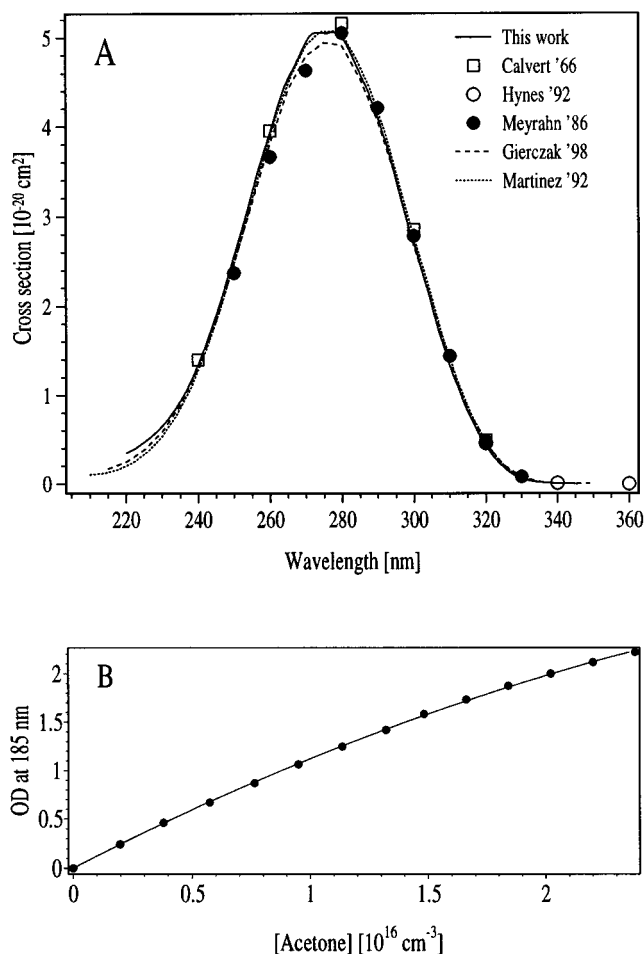 A
This work
Calvert '66
Hynes '92
Meyrahn '86
Gierczak '98
Martinez '92
5
4
3
2
1
0
Cross section [10⁻²⁰ cm²]
220 240 260 280 300 320 340 360
Wavelength [nm]
B
2
1.5
1
0.5
0
OD at 185 nm
0 0.5 1 1.5 2
[Acetone] [10¹⁶ cm⁻³]